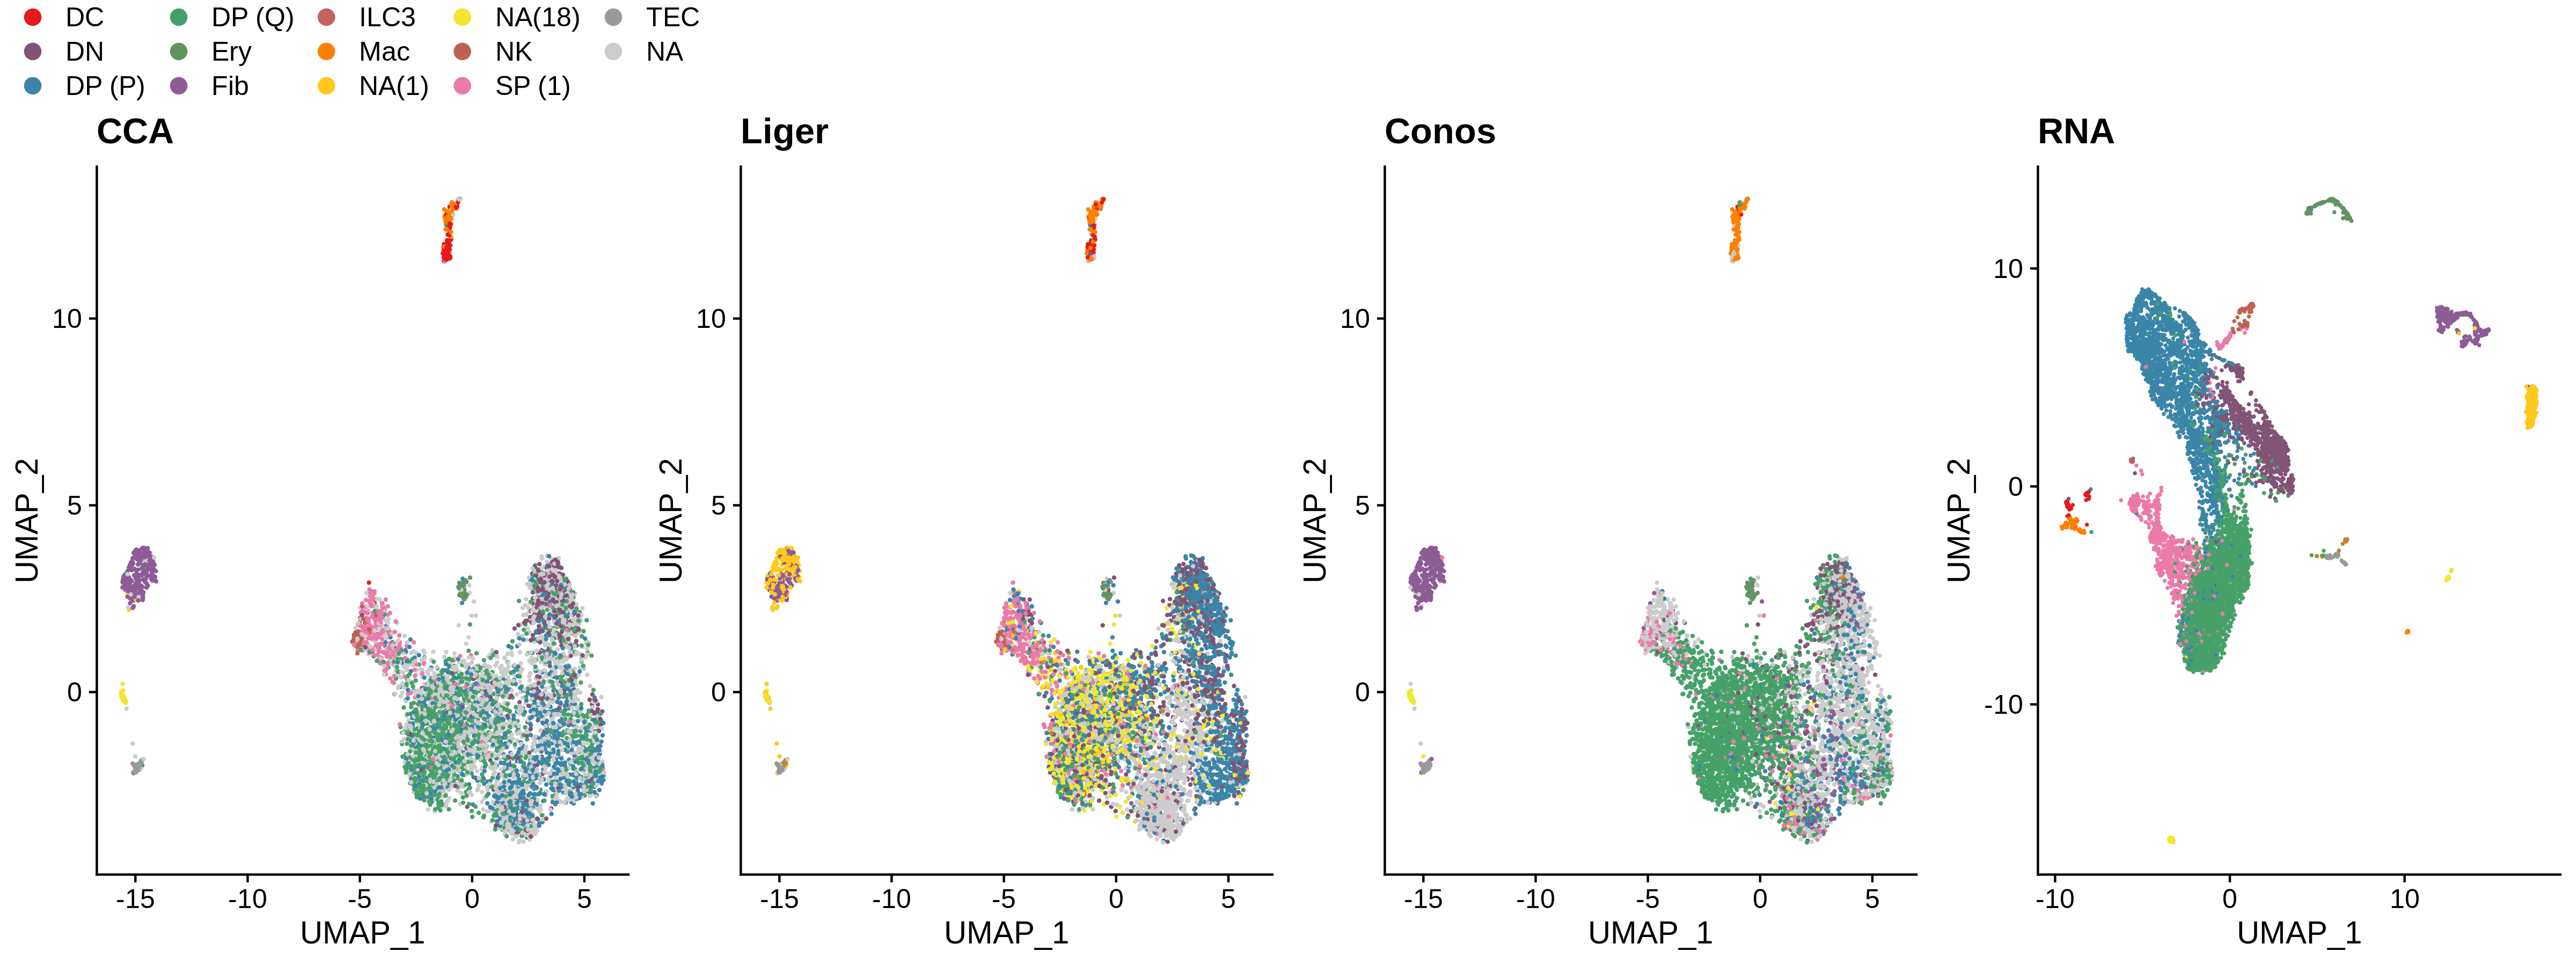 DC DP (Q) ILC3 NA(18) TEC
DN Ery Mac NK NA
DP (P) Fib NA(1) SP (1)
CCA Liger Conos RNA
UMAP_2
10
5
0
-15 -10 -5 0 5
UMAP_1
UMAP_2
10
5
0
-15 -10 -5 0 5
UMAP_1
UMAP_2
10
5
0
-15 -10 -5 0 5
UMAP_1
UMAP_2
10
0
-10
-10 0 10
UMAP_1